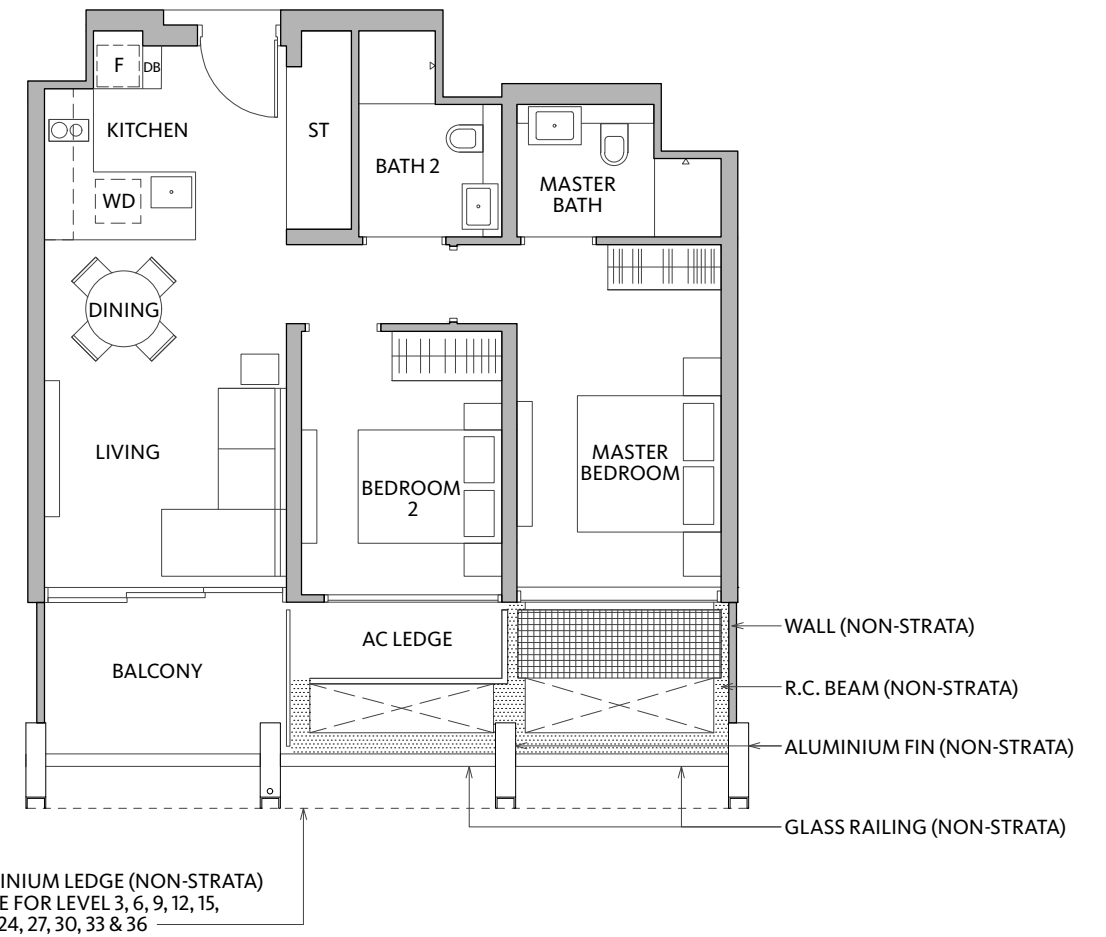 F
DB
KITCHEN
ST
BATH 2
MASTER
BATH
WD
DINING
LIVING
BEDROOM
2
MASTER
BEDROOM
AC LEDGE
BALCONY
WALL (NON-STRATA)
R.C. BEAM (NON-STRATA)
ALUMINIUM FIN (NON-STRATA)
GLASS RAILING (NON-STRATA)
INIUM LEDGE (NON-STRATA)
E FOR LEVEL 3, 6, 9, 12, 15,
24, 27, 30, 33 & 36